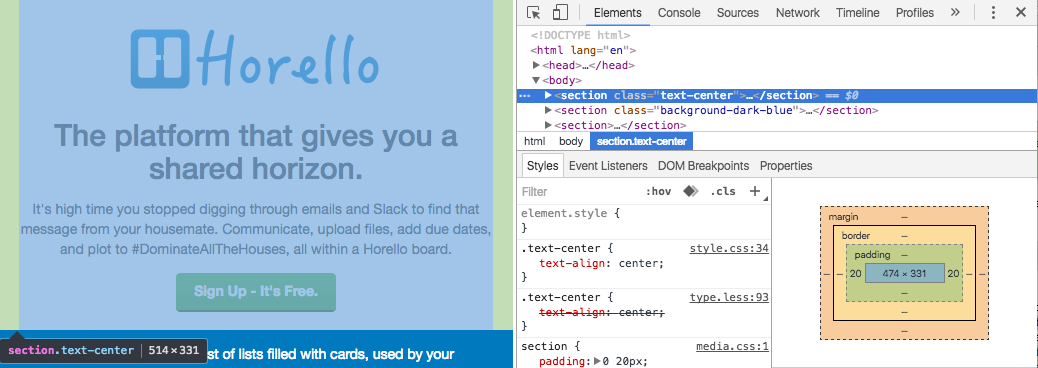 Horello
The platform that gives you a
shared horizon.
It's high time you stopped digging through emails and Slack to find that
message from your housemate. Communicate, upload files, add due dates,
and plot to #DominateAllTheHouses, all within a Horello board.
Sign Up - It's Free.
section.text-center 514 × 331
st of lists filled with cards, used by your
Elements Console Sources Network Timeline Profiles »
<!DOCTYPE html>
<html lang="en">
<head>…</head>
<body>
… <section class="text-center">…</section> == $0
<section class="background-dark-blue">…</section>
<section>…</section>
html body section.text-center
Styles Event Listeners DOM Breakpoints Properties
Filter :hov .cls +
element.style {
}
.text-center { style.css:34
text-align: center;
}
.text-center { type.less:93
text-align: center;
}
section { media.css:1
padding: 0 20px;
margin –
border –
padding –
– – 20 474 × 331 20 – –
–
–
–